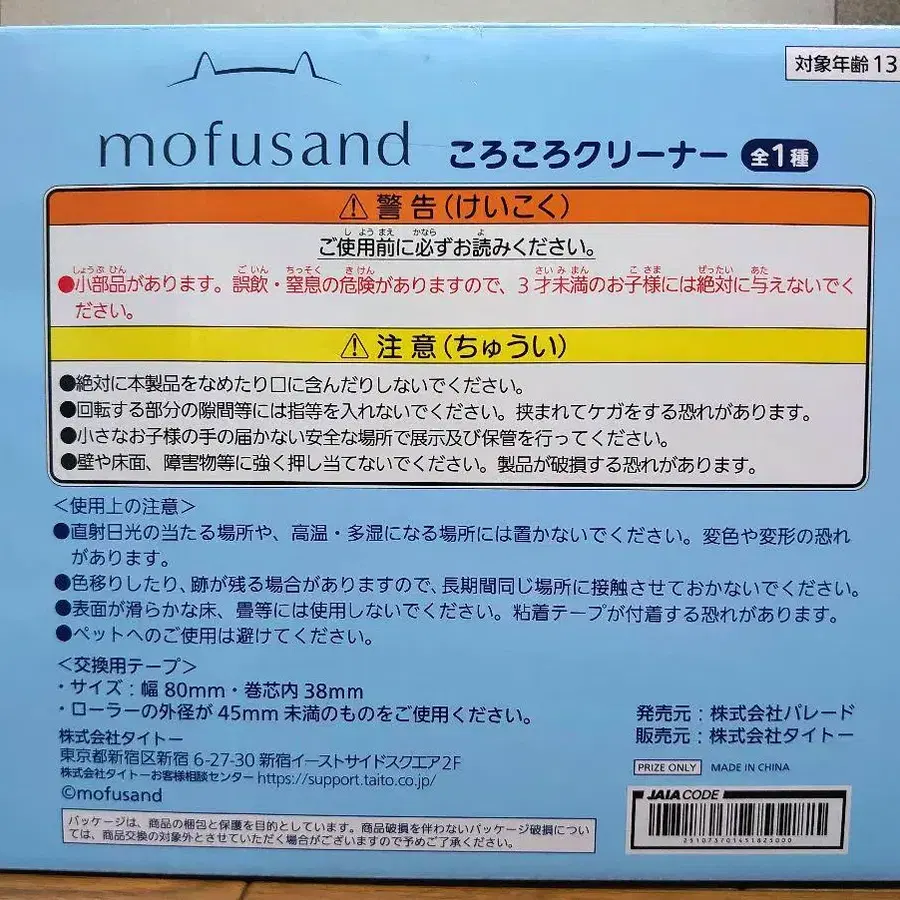 対象年齢13
mofusand ころころクリーナー 全1種
警告(けいこく)
ご使用前に必ずお読みください。
●小部品があります。誤飲・窒息の危険がありますので、3才未満のお子様には絶対に与えないでく
ださい。
注意(ちゅうい)
●絶対に本製品をなめたり口に含んだりしないでください。
●回転する部分の隙間等には指等を入れないでください。挟まれてケガをする恐れがあります。
●小さなお子様の手の届かない安全な場所で展示及び保管を行ってください。
●壁や床面、障害物等に強く押し当てないでください。製品が破損する恐れがあります。
<使用上の注意>
●直射日光の当たる場所や、高温・多湿になる場所には置かないでください。変色や変形の恐れ
があります。
●色移りしたり、跡が残る場合がありますので、長期間同じ場所に接触させておかないでください。
●表面が滑らかな床、畳等には使用しないでください。粘着テープが付着する恐れがあります。
●ペットへのご使用は避けてください。
<交換用テープ>
・サイズ:幅80mm・巻芯内38mm
・ローラーの外径が45mm未満のものをご使用ください。
発売元:株式会社パレード
販売元:株式会社タイトー
株式会社タイトー
東京都新宿区新宿6-27-30 新宿イーストサイドスクエア2F
株式会社タイトーお客様相談センター https://support.taito.co.jp/
©mofusand
PRIZE ONLY MADE IN CHINA
JAIA CODE
251073701451825000
パッケージは、商品の梱包と保護を目的としています。商品破損を伴わないパッケージ破損につい
ては、商品交換の対象外とさせていただく場合がございますので予めご了承ください。